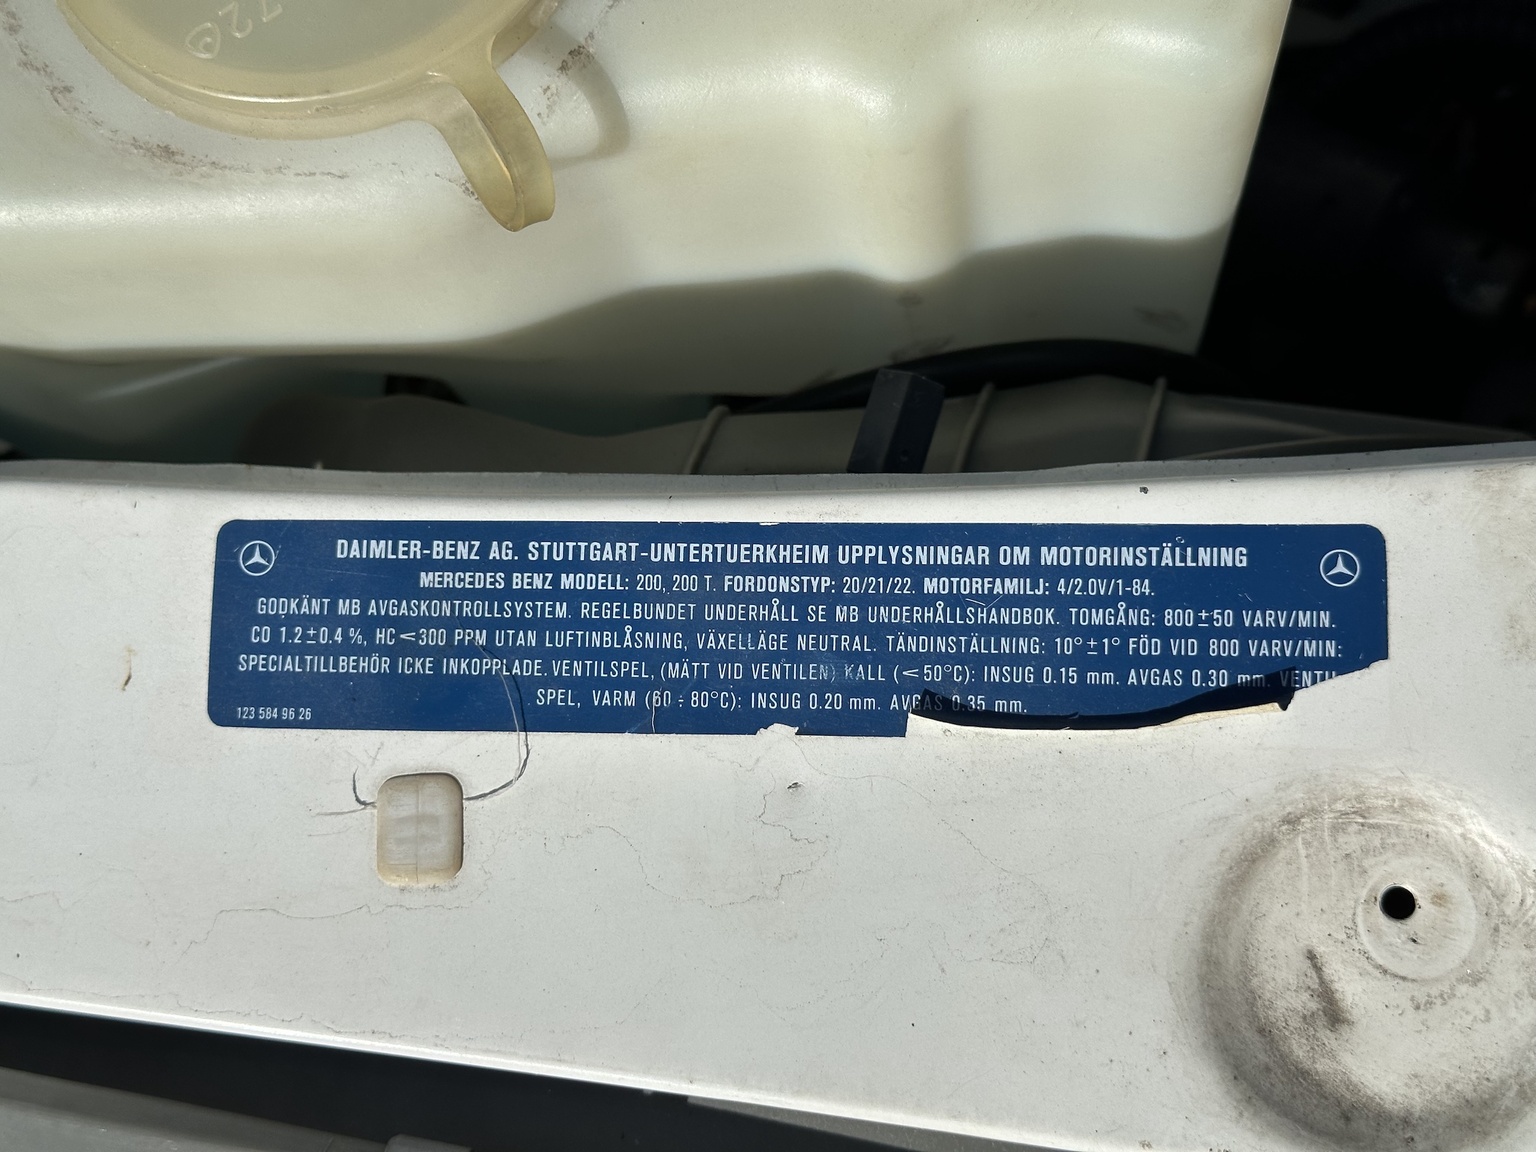 720
DAIMLER-BENZ AG. STUTTGART-UNTERTUERKHEIM UPPLYSNINGAR OM MOTORINSTÄLLNING
MERCEDES BENZ MODELL: 200, 200 T. FORDONSTYP: 20/21/22. MOTORFAMILJ: 4/2.0V/1-84.
GODKÄNT MB AVGASKONTROLLSYSTEM. REGELBUNDET UNDERHÅLL SE MB UNDERHÅLLSHANDBOK. TOMGÅNG: 800±50 VARV/MIN.
CO 1.2±0.4 %, HC<300 PPM UTAN LUFTINBLÅSNING, VÄXELLÄGE NEUTRAL. TÄNDINSTÄLLNING: 10°±1° FÖD VID 800 VARV/MIN:
SPECIALTILLBEHÖR ICKE INKOPPLADE. VENTILSPEL, (MÄTT VID VENTILEN) KALL (<50°C): INSUG 0.15 mm. AVGAS 0.30 mm. VENTIL
SPEL, VARM (60÷80°C): INSUG 0.20 mm. AVGAS 0.35 mm.
123 584 96 26